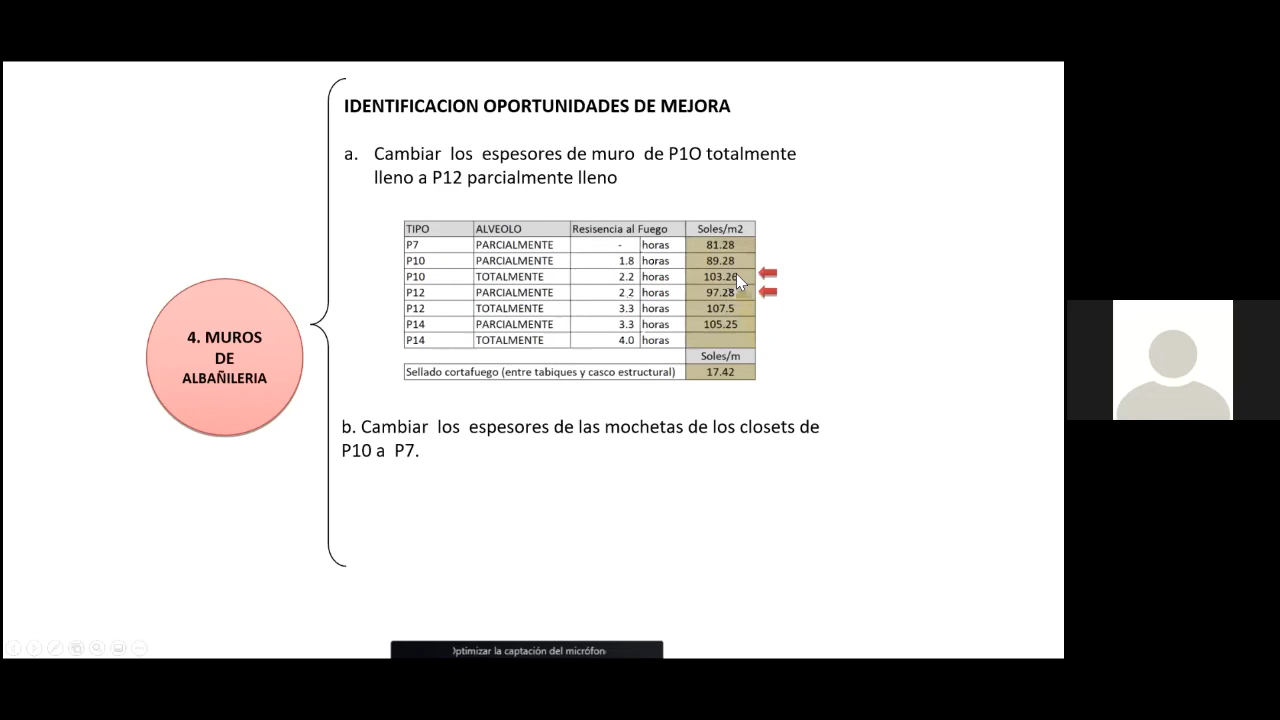 IDENTIFICACION OPORTUNIDADES DE MEJORA
a. Cambiar los espesores de muro de P1O totalmente
lleno a P12 parcialmente lleno
TIPO ALVEOLO Resisencia al Fuego Soles/m2
P7 PARCIALMENTE - horas 81.28
P10 PARCIALMENTE 1.8 horas 89.28
P10 TOTALMENTE 2.2 horas 103.26
P12 PARCIALMENTE 2.2 horas 97.28
P12 TOTALMENTE 3.3 horas 107.5
P14 PARCIALMENTE 3.3 horas 105.25
P14 TOTALMENTE 4.0 horas
Soles/m
Sellado cortafuego (entre tabiques y casco estructural) 17.42
4. MUROS
DE
ALBAÑILERIA
b. Cambiar los espesores de las mochetas de los closets de
P10 a P7.
Optimizar la captación del micrófon